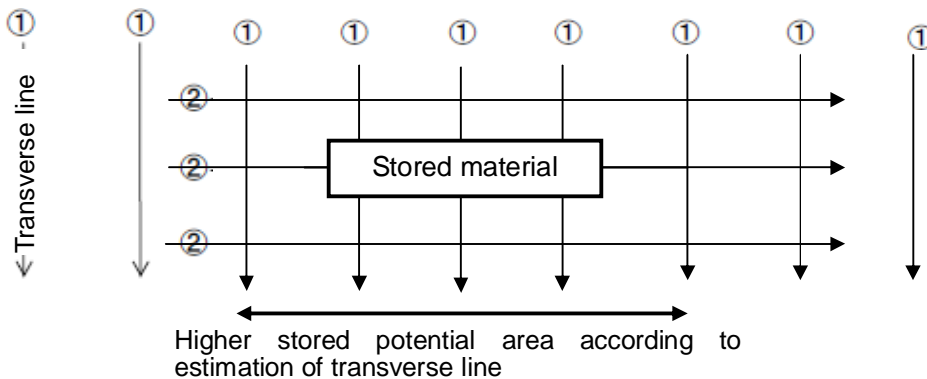 ① ① ① ① ① ① ① ① ①
Transverse line
②
② Stored material
②
Higher stored potential area according to
estimation of transverse line